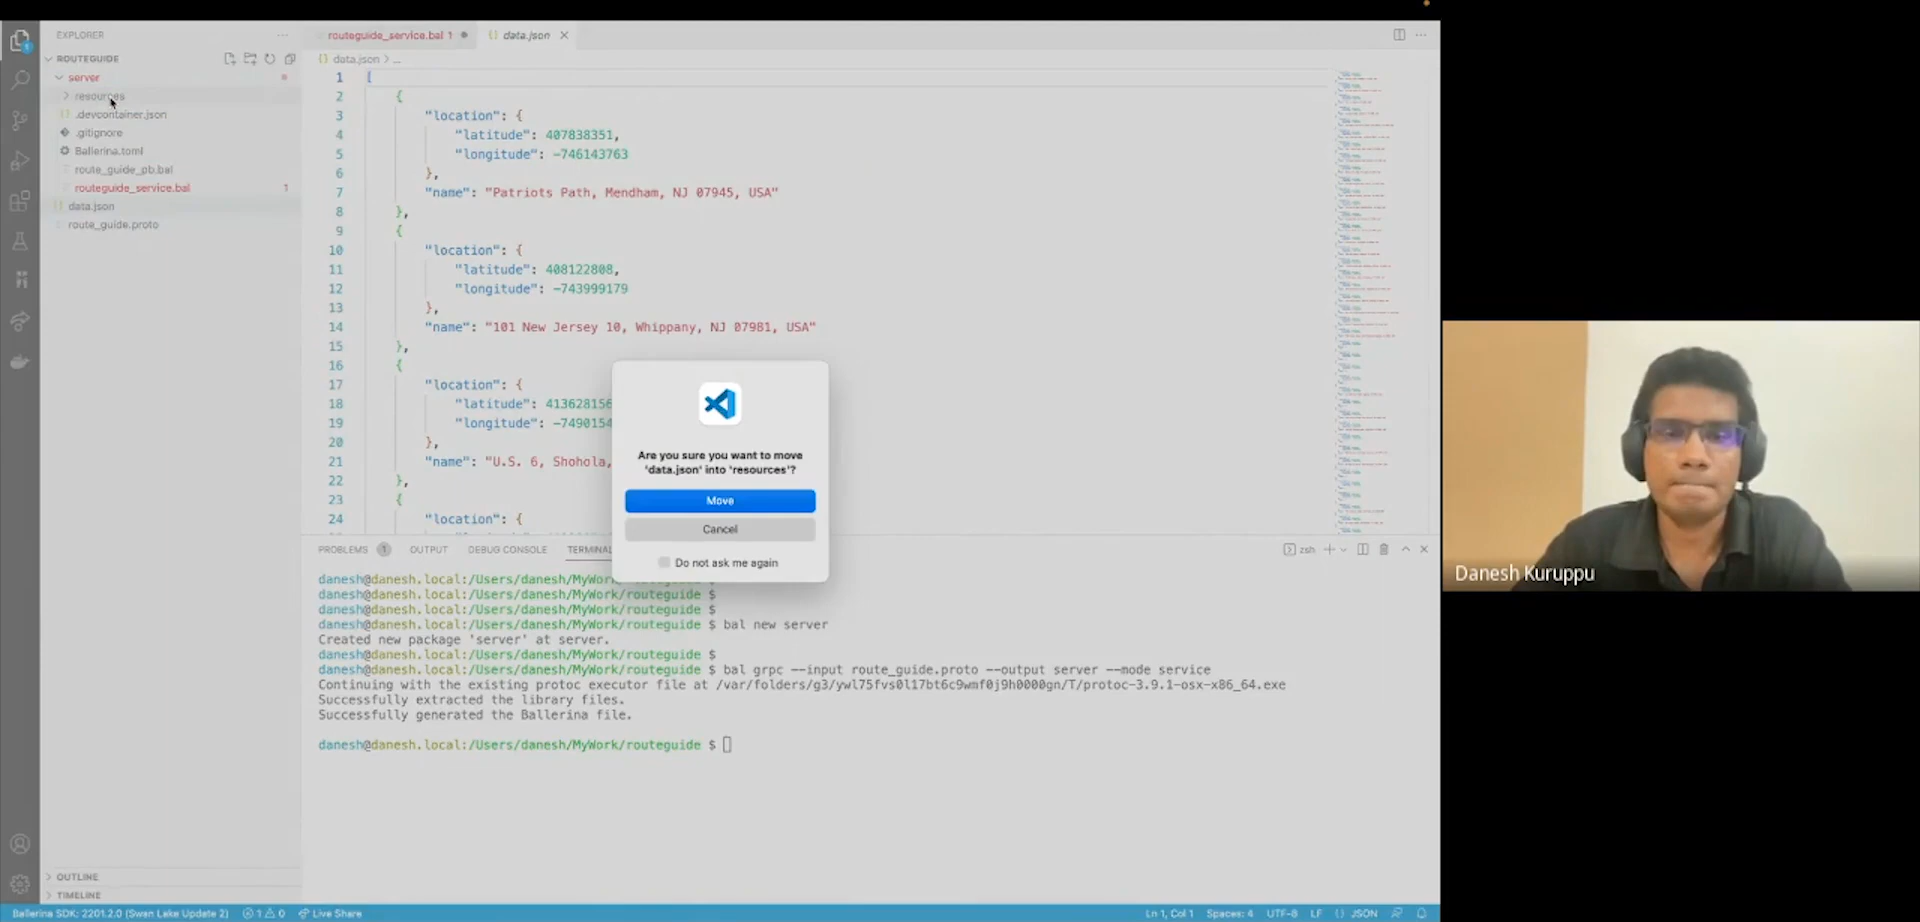 EXPLORER
ROUTEGUIDE
server
resources
.devcontainer.json
.gitignore
Ballerina.toml
route_guide_pb.bal
routeguide_service.bal 1
data.json
route_guide.proto
OUTLINE
TIMELINE
routeguide_service.bal 1
{} data.json
{} data.json > ...
1 [
2 {
3 "location": {
4 "latitude": 407838351,
5 "longitude": -746143763
6 },
7 "name": "Patriots Path, Mendham, NJ 07945, USA"
8 },
9 {
10 "location": {
11 "latitude": 408122808,
12 "longitude": -743999179
13 },
14 "name": "101 New Jersey 10, Whippany, NJ 07981, USA"
15 },
16 {
17 "location": {
18 "latitude": 413628156
19 "longitude": -7490154
20 },
21 "name": "U.S. 6, Shohola,
22 },
23 {
24 "location": {
Are you sure you want to move
'data.json' into 'resources'?
Move
Cancel
Do not ask me again
PROBLEMS 1 OUTPUT DEBUG CONSOLE TERMINAL zsh
danesh@danesh.local:/Users/danesh/MyWork/routeguide $
danesh@danesh.local:/Users/danesh/MyWork/routeguide $
danesh@danesh.local:/Users/danesh/MyWork/routeguide $
danesh@danesh.local:/Users/danesh/MyWork/routeguide $ bal new server
Created new package 'server' at server.
danesh@danesh.local:/Users/danesh/MyWork/routeguide $
danesh@danesh.local:/Users/danesh/MyWork/routeguide $ bal grpc --input route_guide.proto --output server --mode service
Continuing with the existing protoc executor file at /var/folders/g3/ywl75fvs0l17bt6c9wmf0j9h0000gn/T/protoc-3.9.1-osx-x86_64.exe
Successfully extracted the library files.
Successfully generated the Ballerina file.
danesh@danesh.local:/Users/danesh/MyWork/routeguide $
Ballerina SDK: 2201.2.0 (Swan Lake Update 2) 1 0 Live Share Ln 1, Col 1 Spaces: 4 UTF-8 LF {} JSON
Danesh Kuruppu